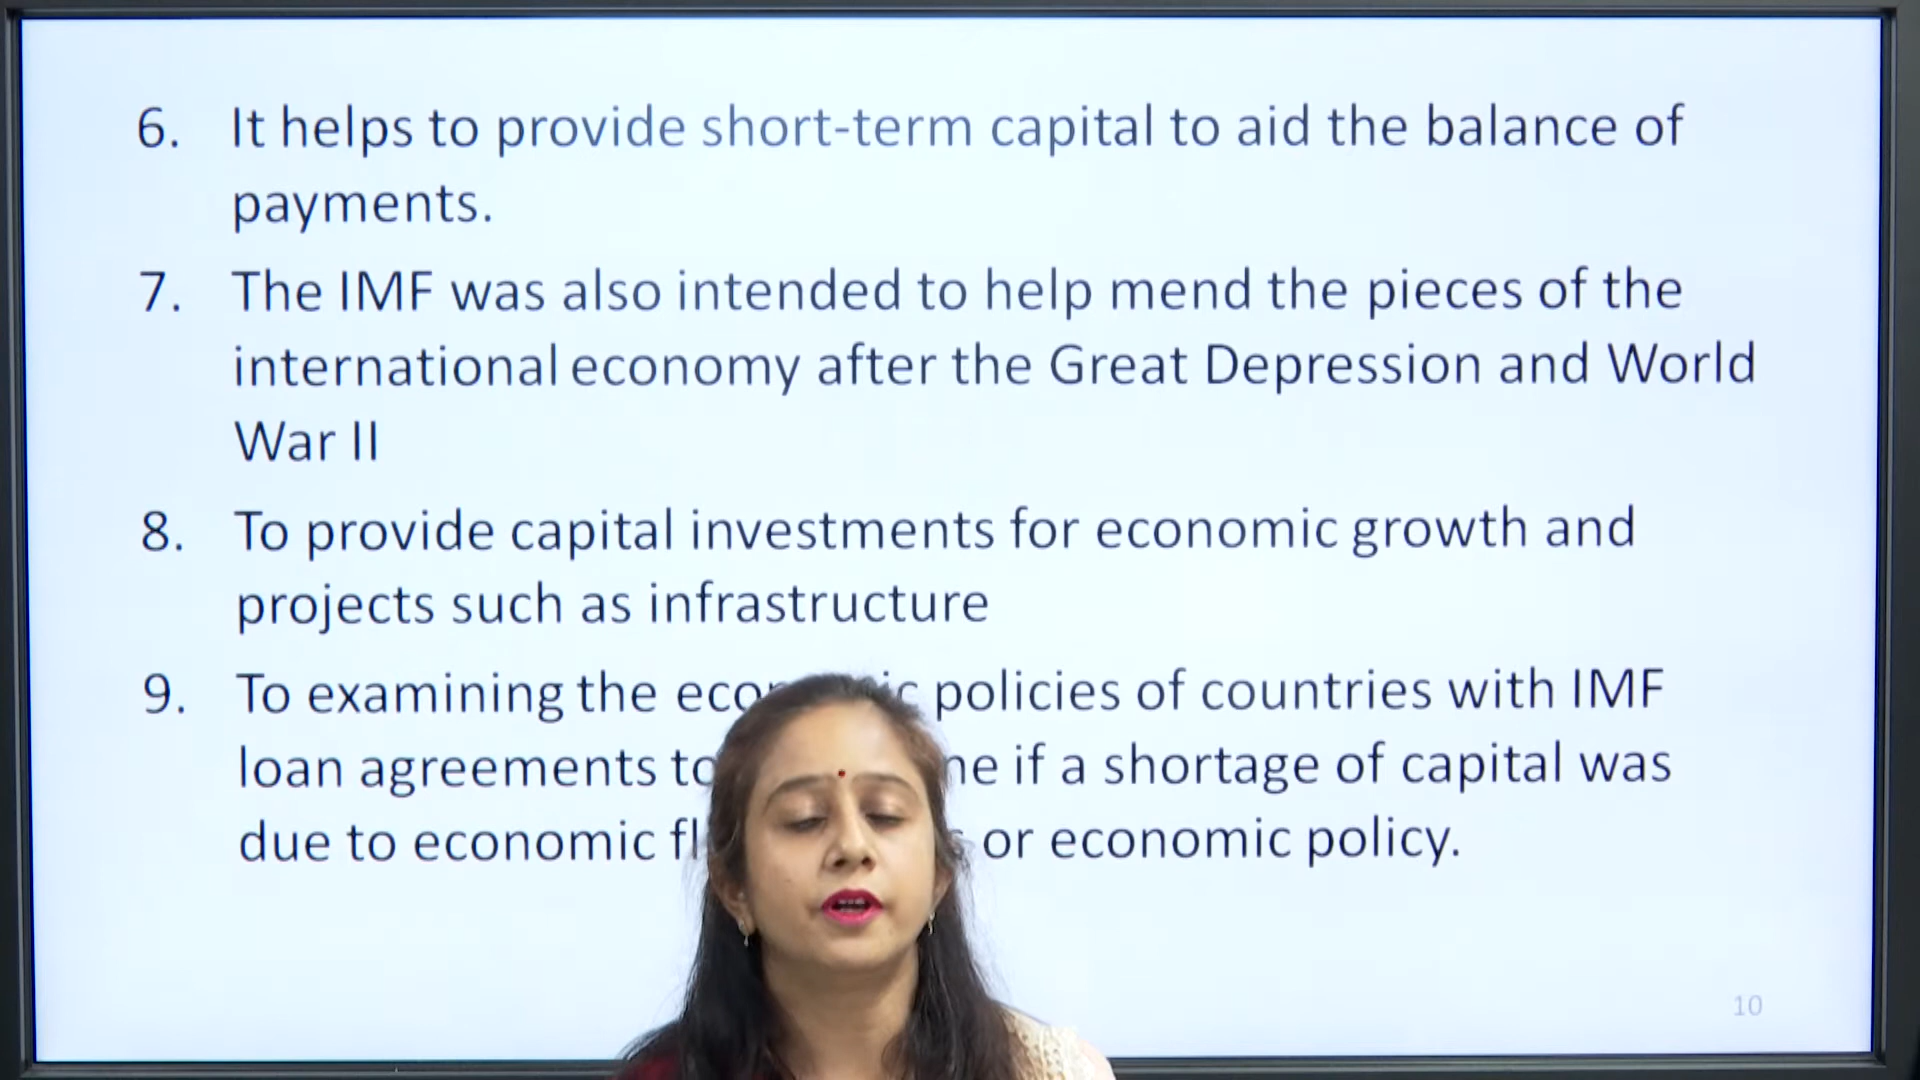 6. It helps to provide short-term capital to aid the balance of
payments.
7. The IMF was also intended to help mend the pieces of the
international economy after the Great Depression and World
War II
8. To provide capital investments for economic growth and
projects such as infrastructure
9. To examining the policies of countries with IMF
loan agreements to if a shortage of capital was
due to economic or economic policy.
10